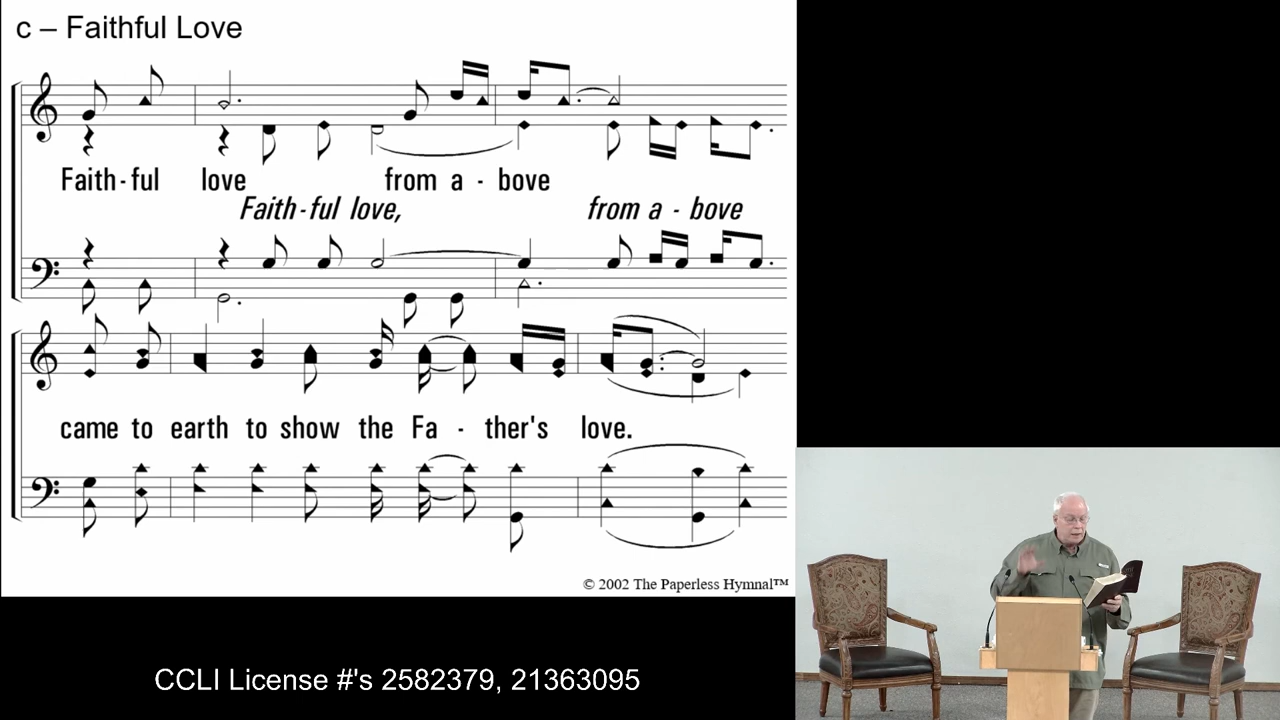 c – Faithful Love
Faith-ful love from a - bove
Faith-ful love, from a - bove
came to earth to show the Fa - ther's love.
© 2002 The Paperless Hymnal™
CCLI License #'s 2582379, 21363095